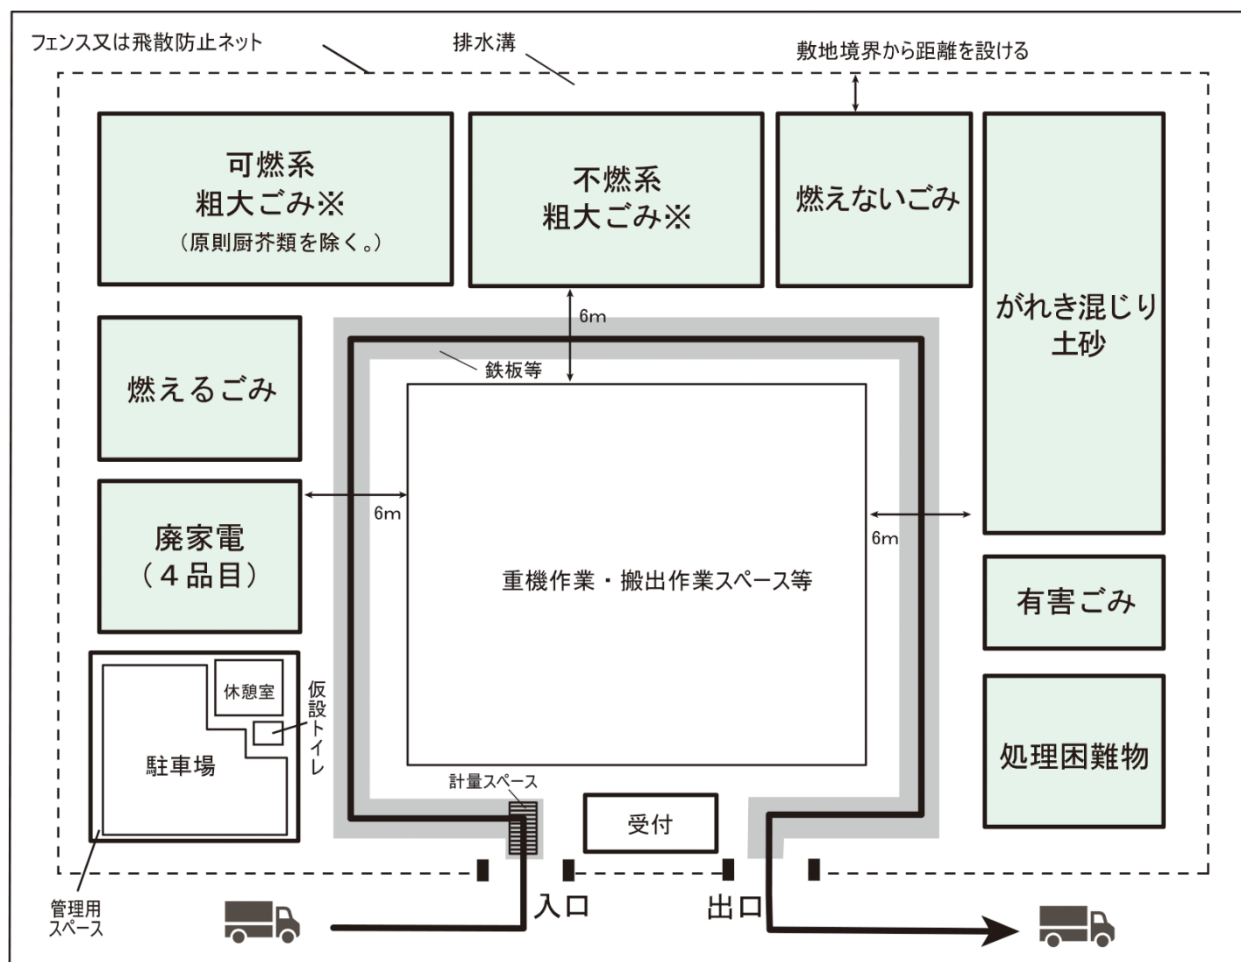 フェンス又は飛散防止ネット
排水溝
敷地境界から距離を設ける
可燃系
粗大ごみ※
（原則厨芥類を除く。）
不燃系
粗大ごみ※
燃えないごみ
がれき混じり
土砂
6m
鉄板等
燃えるごみ
6m
6m
廃家電
（４品目）
重機作業・搬出作業スペース等
有害ごみ
休憩室
仮設トイレ
駐車場
処理困難物
計量スペース
受付
入口
出口
管理用
スペース